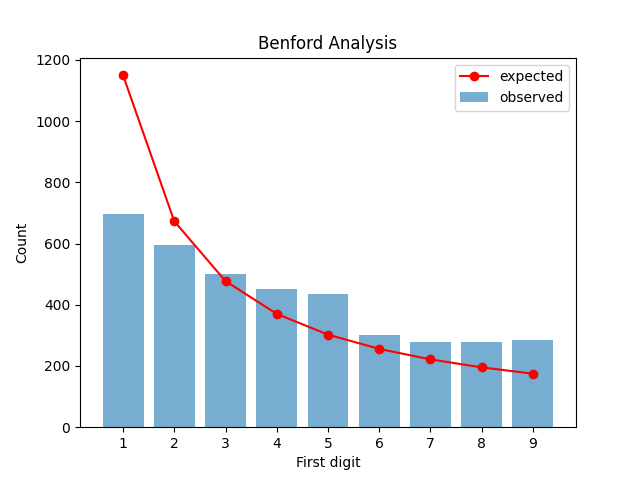 Benford Analysis
expected
observed
Count
1200
1000
800
600
400
200
0
1 2 3 4 5 6 7 8 9
First digit